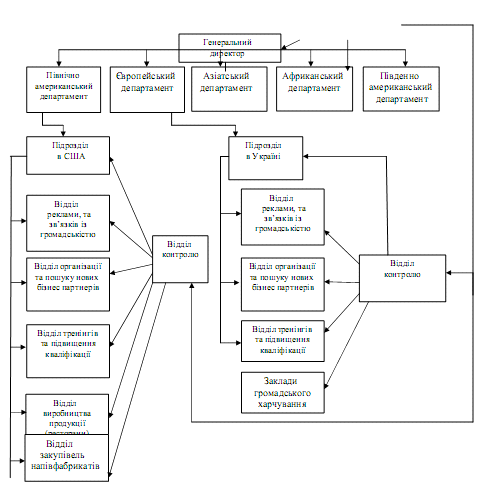 Генеральний
директор
Північно
американський
департамент
Європейський
департамент
Азіатський
департамент
Африканський
департамент
Південно
американський
департамент
Підрозділ
в США
Підрозділ
в Україні
Відділ
реклами, та
зв’язків із
громадськістю
Відділ організації
та пошуку нових
бізнес партнерів
Відділ тренінгів
та підвищення
кваліфікації
Відділ
виробництва
продукції
(ресторани)
Відділ
закупівель
напівфабрикатів
Відділ
контролю
Відділ
реклами, та
зв’язків із
громадськістю
Відділ організації
та пошуку нових
бізнес партнерів
Відділ тренінгів
та підвищення
кваліфікації
Заклади
громадського
харчування
Відділ
контролю